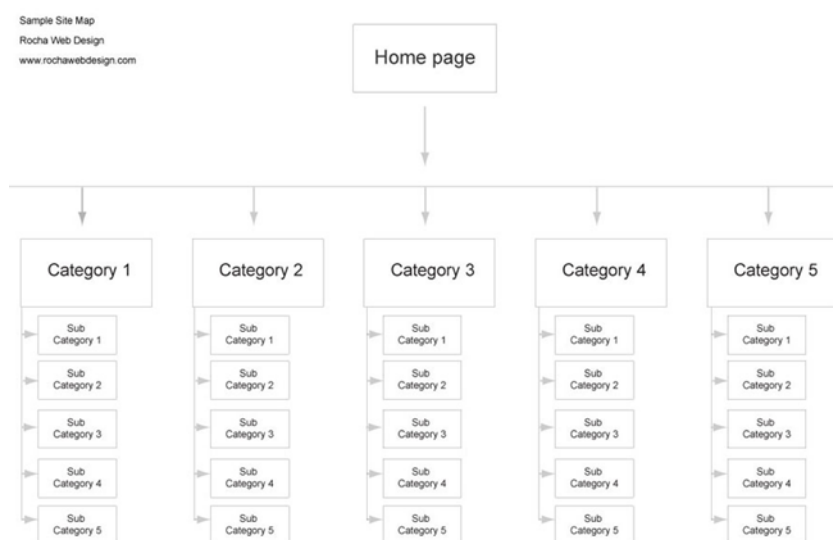 Sample Site Map
Rocha Web Design
www.rochawebdesign.com
Home page
Category 1
Category 2
Category 3
Category 4
Category 5
Sub
Category 1
Sub
Category 2
Sub
Category 3
Sub
Category 4
Sub
Category 5
Sub
Category 1
Sub
Category 2
Sub
Category 3
Sub
Category 4
Sub
Category 5
Sub
Category 1
Sub
Category 2
Sub
Category 3
Sub
Category 4
Sub
Category 5
Sub
Category 1
Sub
Category 2
Sub
Category 3
Sub
Category 4
Sub
Category 5
Sub
Category 1
Sub
Category 2
Sub
Category 3
Sub
Category 4
Sub
Category 5